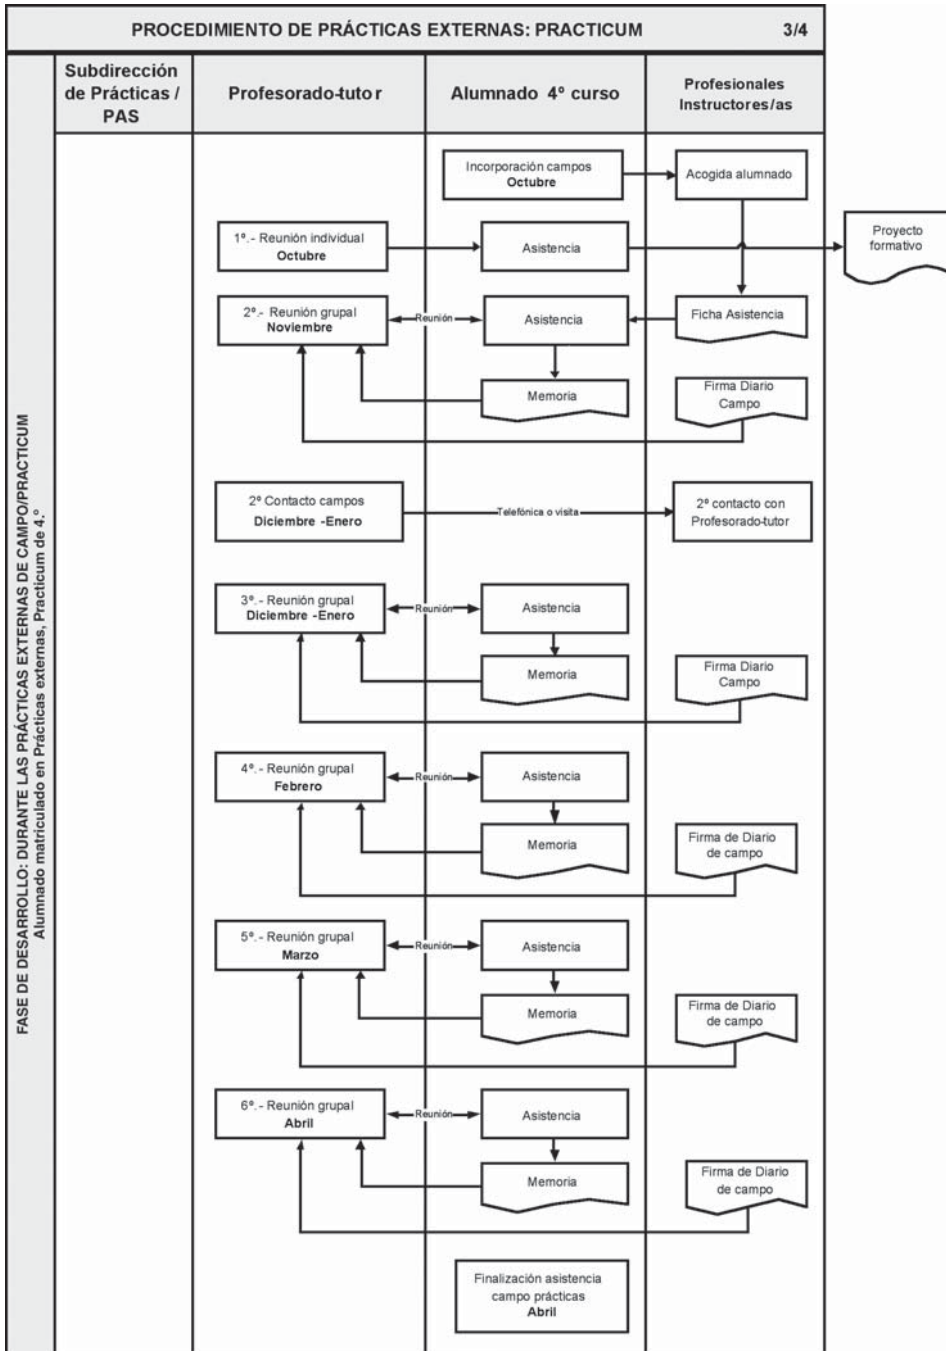 PROCEDIMIENTO DE PRÁCTICAS EXTERNAS: PRACTICUM 3/4
FASE DE DESARROLLO: DURANTE LAS PRÁCTICAS EXTERNAS DE CAMPO/PRACTICUM
Alumnado matriculado en Prácticas externas, Practicum de 4.º
Subdirección
de Prácticas /
PAS
Profesorado-tutor
Alumnado 4º curso
Profesionales
Instructores/as
Incorporación campos
Octubre
Acogida alumnado
1º.- Reunión individual
Octubre
Asistencia
Proyecto
formativo
2º.- Reunión grupal
Noviembre
Reunión
Asistencia
Ficha Asistencia
Memoria
Firma Diario
Campo
2º Contacto campos
Diciembre -Enero
Telefónica o visita
2º contacto con
Profesorado-tutor
3º.- Reunión grupal
Diciembre -Enero
Reunión
Asistencia
Memoria
Firma Diario
Campo
4º.- Reunión grupal
Febrero
Reunión
Asistencia
Memoria
Firma de Diario
de campo
5º.- Reunión grupal
Marzo
Reunión
Asistencia
Memoria
Firma de Diario
de campo
6º.- Reunión grupal
Abril
Reunión
Asistencia
Memoria
Firma de Diario
de campo
Finalización asistencia
campo prácticas
Abril